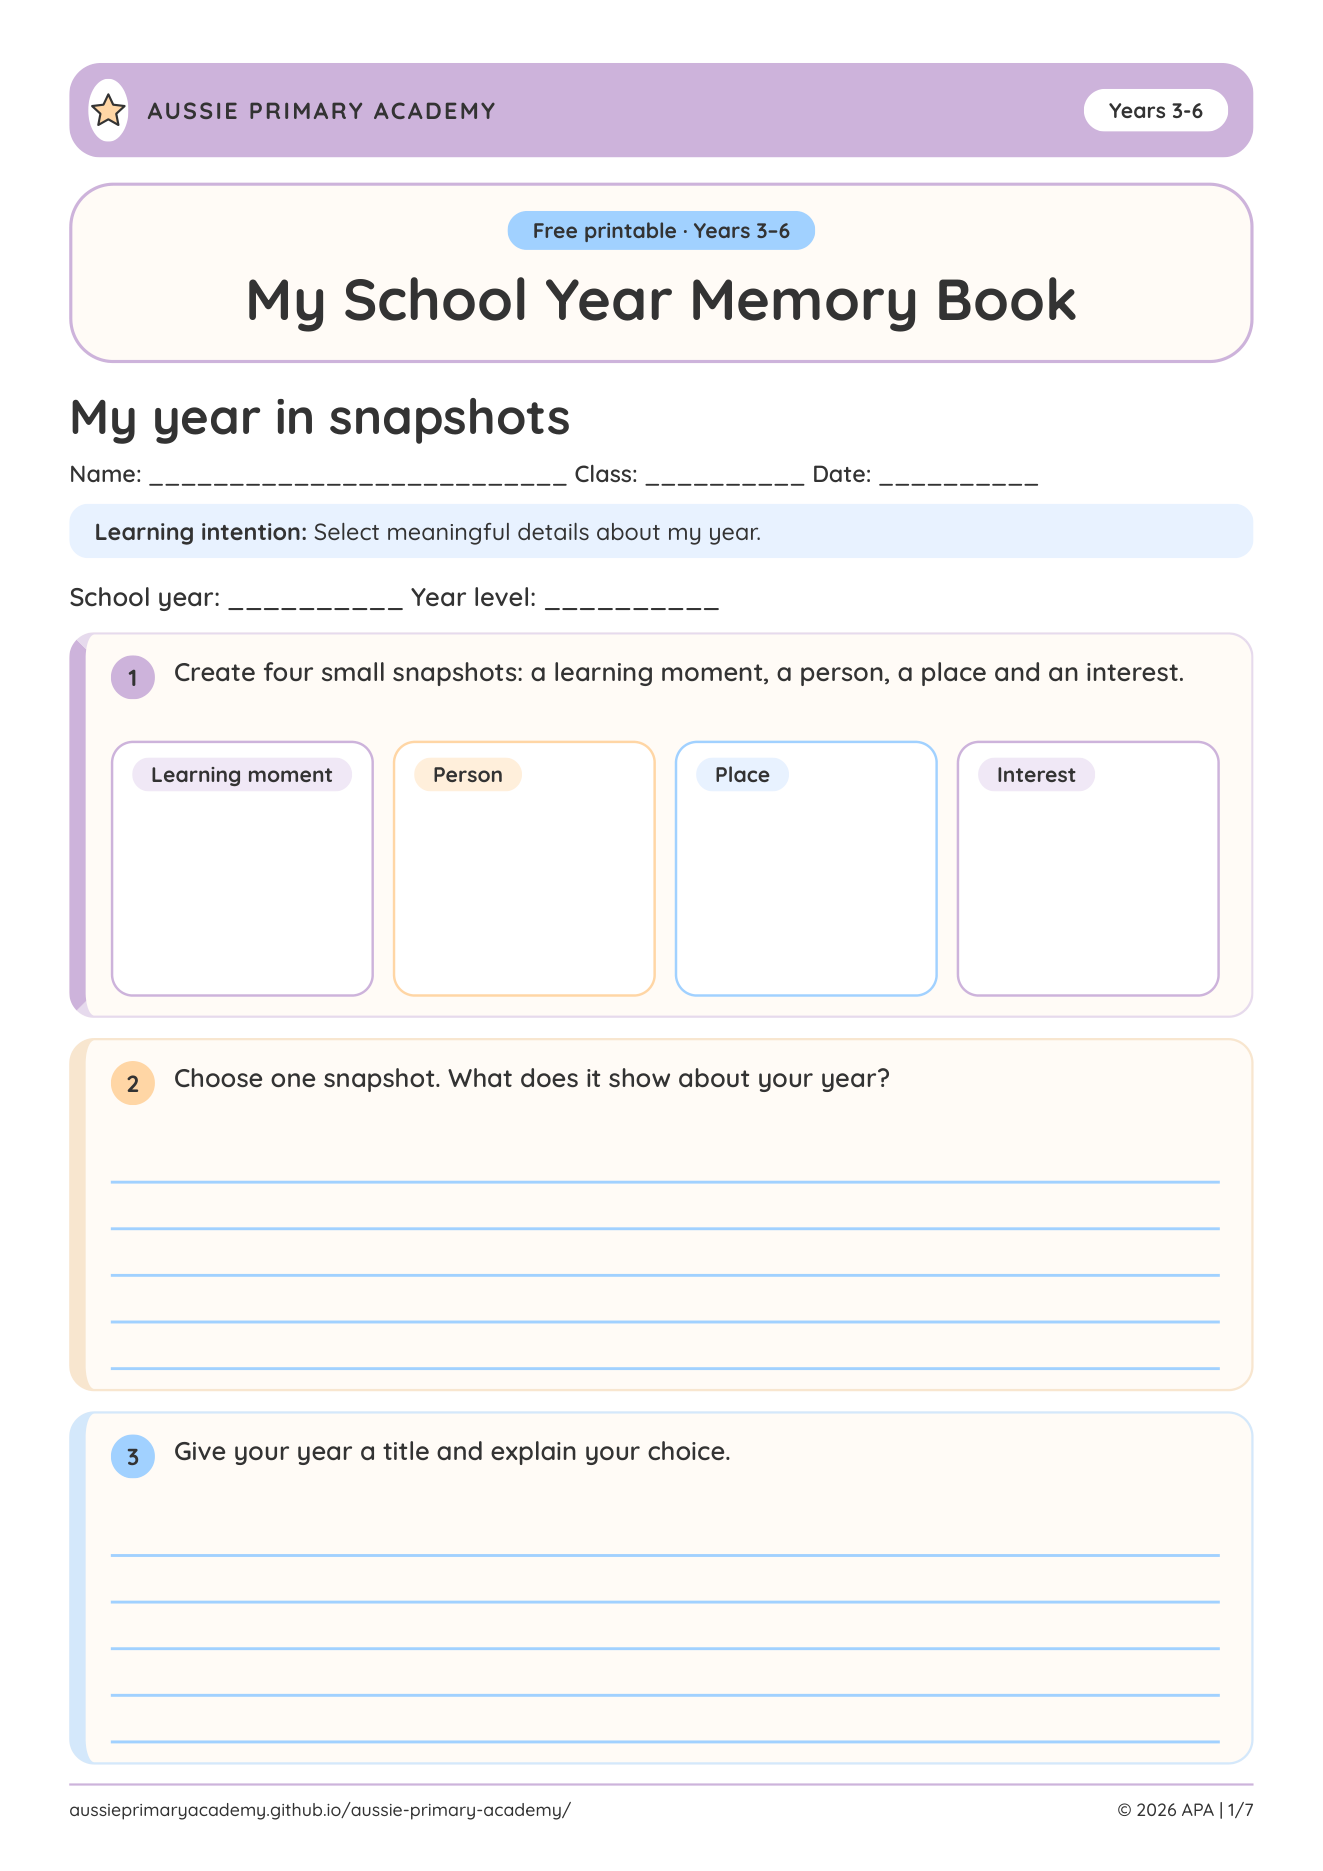 AUSSIE PRIMARY ACADEMY
Years 3-6
Free printable · Years 3–6
My School Year Memory Book
My year in snapshots
Name: __________________________ Class: __________ Date: __________
Learning intention: Select meaningful details about my year.
School year: __________ Year level: __________
1 Create four small snapshots: a learning moment, a person, a place and an interest.
Learning moment
Person
Place
Interest
2 Choose one snapshot. What does it show about your year?
3 Give your year a title and explain your choice.
aussieprimaryacademy.github.io/aussie-primary-academy/
© 2026 APA | 1/7